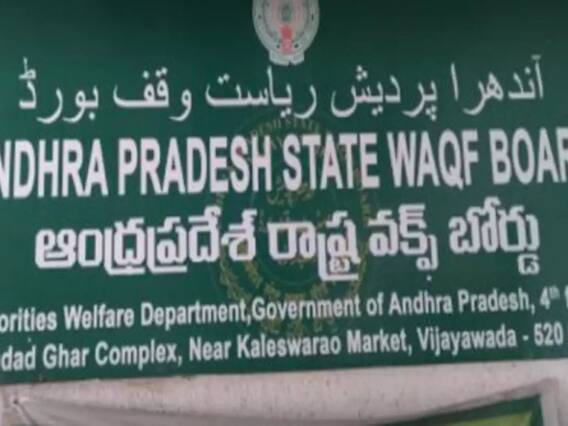 آندھرا پردیش ریاست وقف بورڈ
NDHRA PRADESH STATE WAQF BOAR
ఆంధ్రప్రదేశ్ రాష్ట్ర వక్ఫ్ బోర్డు
orities Welfare Department,Government of Andhra Pradesh, 4th f
dad Ghar Complex, Near Kaleswarao Market, Vijayawada - 520